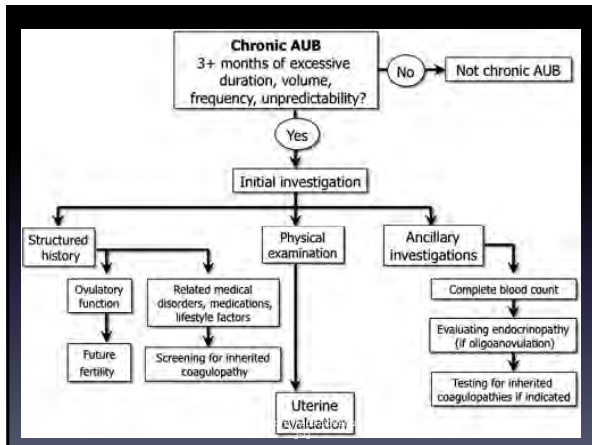 Chronic AUB
3+ months of excessive
duration, volume,
frequency, unpredictability?
No
Not chronic AUB
Yes
Initial investigation
Structured
history
Physical
examination
Ancillary
investigations
Ovulatory
function
Related medical
disorders, medications,
lifestyle factors
Complete blood count
Future
fertility
Screening for inherited
coagulopathy
Evaluating endocrinopathy
(if oligoanovulation)
Testing for inherited
coagulopathies if indicated
Uterine
evaluation